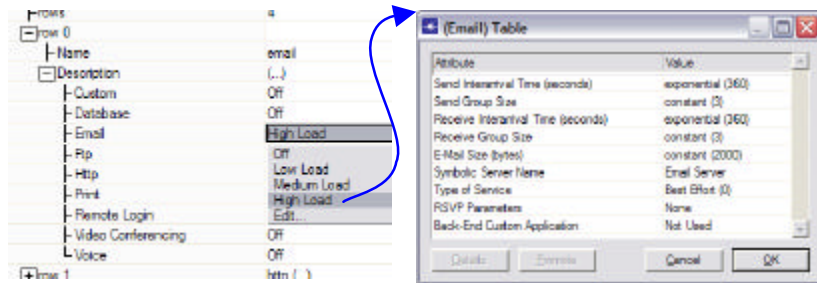 rows 4
row 0
Name email
Description (...)
Custom Off
Database Off
Email High Load
Ftp Off
Http Low Load
Medium Load
Print High Load
Remote Login Edit...
Video Conferencing Off
Voice Off
row 1 http (...)
(Email) Table
Attribute Value
Send Interarrival Time (seconds) exponential (360)
Send Group Size constant (3)
Receive Interarrival Time (seconds) exponential (360)
Receive Group Size constant (3)
E-Mail Size (bytes) constant (2000)
Symbolic Server Name Email Server
Type of Service Best Effort (0)
RSVP Parameters None
Back-End Custom Application Not Used
Details Promote Cancel OK